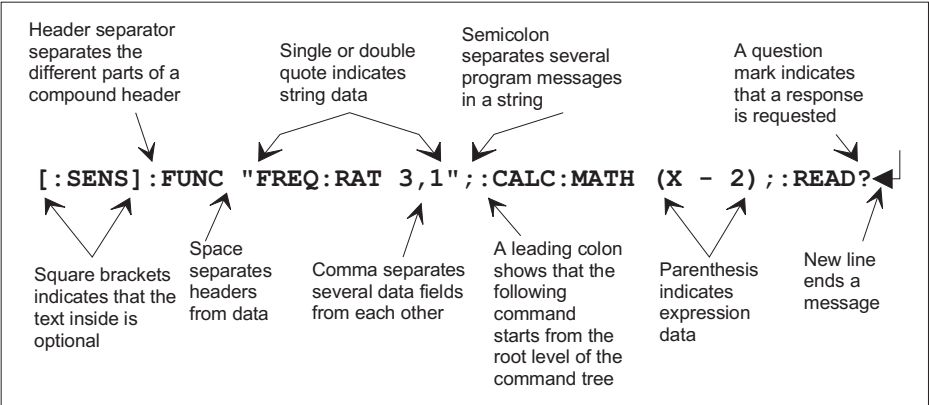 Header separator
separates the
different parts of a
compound header
Single or double
quote indicates
string data
Semicolon
separates several
program messages
in a string
A question
mark indicates
that a response
is requested
[:SENS]:FUNC "FREQ:RAT 3,1";:CALC:MATH (X - 2);:READ?
Square brackets
indicates that the
text inside is
optional
Space
separates
headers
from data
Comma separates
several data fields
from each other
A leading colon
shows that the
following
command
starts from the
root level of the
command tree
Parenthesis
indicates
expression
data
New line
ends a
message